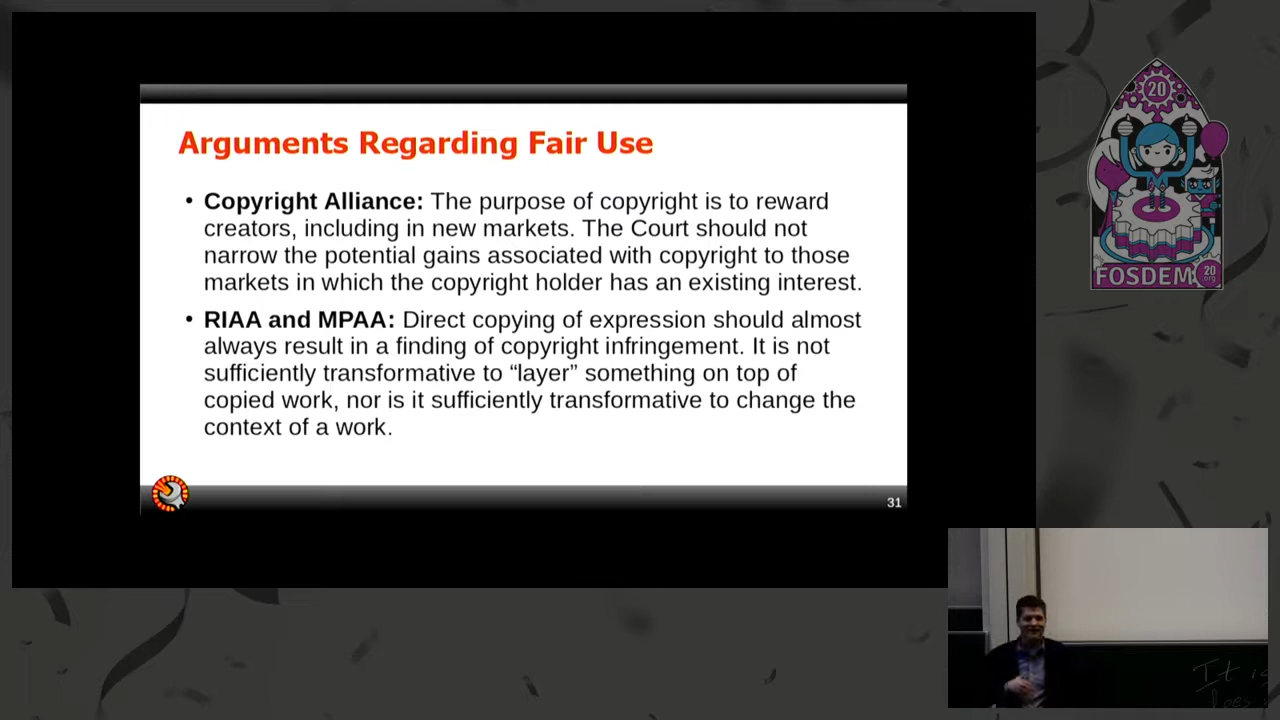 Arguments Regarding Fair Use
• Copyright Alliance: The purpose of copyright is to reward
creators, including in new markets. The Court should not
narrow the potential gains associated with copyright to those
markets in which the copyright holder has an existing interest.
• RIAA and MPAA: Direct copying of expression should almost
always result in a finding of copyright infringement. It is not
sufficiently transformative to “layer” something on top of
copied work, nor is it sufficiently transformative to change the
context of a work.
31
20
FOSDEM
20
.org
It is